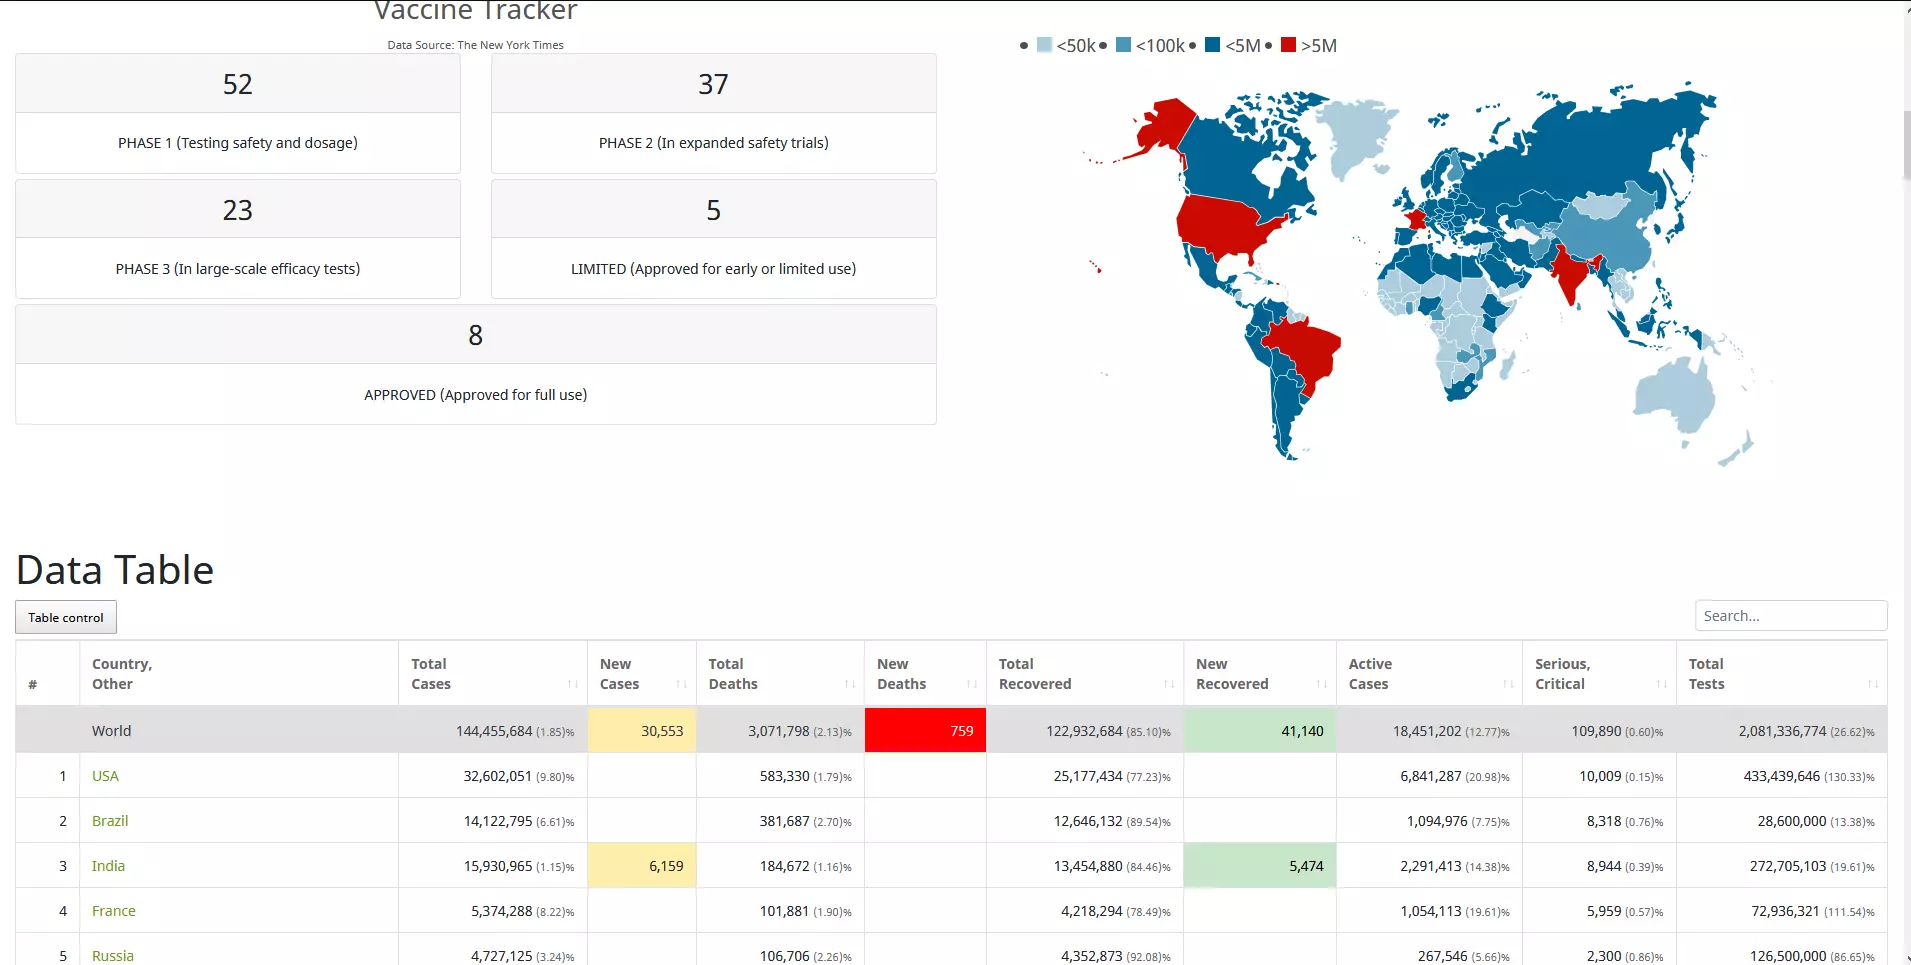 Vaccine Tracker
Data Source: The New York Times
52
PHASE 1 (Testing safety and dosage)
37
PHASE 2 (In expanded safety trials)
23
PHASE 3 (In large-scale efficacy tests)
5
LIMITED (Approved for early or limited use)
8
APPROVED (Approved for full use)
<50k <100k <5M >5M
Data Table
Table control
Search...
# Country, Other Total Cases New Cases Total Deaths New Deaths Total Recovered New Recovered Active Cases Serious, Critical Total Tests
World 144,455,684 (1.85)% 30,553 3,071,798 (2.13)% 759 122,932,684 (85.10)% 41,140 18,451,202 (12.77)% 109,890 (0.60)% 2,081,336,774 (26.62)%
1 USA 32,602,051 (9.80)% 583,330 (1.79)% 25,177,434 (77.23)% 6,841,287 (20.98)% 10,009 (0.15)% 433,439,646 (130.33)%
2 Brazil 14,122,795 (6.61)% 381,687 (2.70)% 12,646,132 (89.54)% 1,094,976 (7.75)% 8,318 (0.76)% 28,600,000 (13.38)%
3 India 15,930,965 (1.15)% 6,159 184,672 (1.16)% 13,454,880 (84.46)% 5,474 2,291,413 (14.38)% 8,944 (0.39)% 272,705,103 (19.61)%
4 France 5,374,288 (8.22)% 101,881 (1.90)% 4,218,294 (78.49)% 1,054,113 (19.61)% 5,959 (0.57)% 72,936,321 (111.54)%
5 Russia 4,727,125 (3.24)% 106,706 (2.26)% 4,352,873 (92.08)% 267,546 (5.66)% 2,300 (0.86)% 126,500,000 (86.65)%